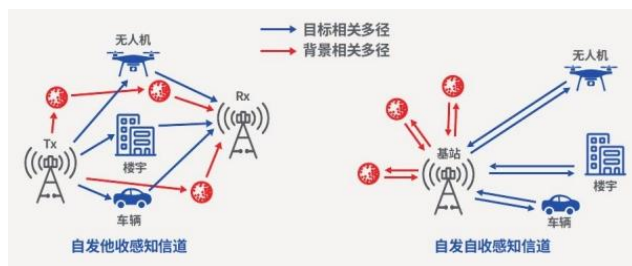 目标相关多径
背景相关多径
无人机
Tx
Rx
楼宇
车辆
自发他收感知信道
无人机
基站
楼宇
车辆
自发自收感知信道